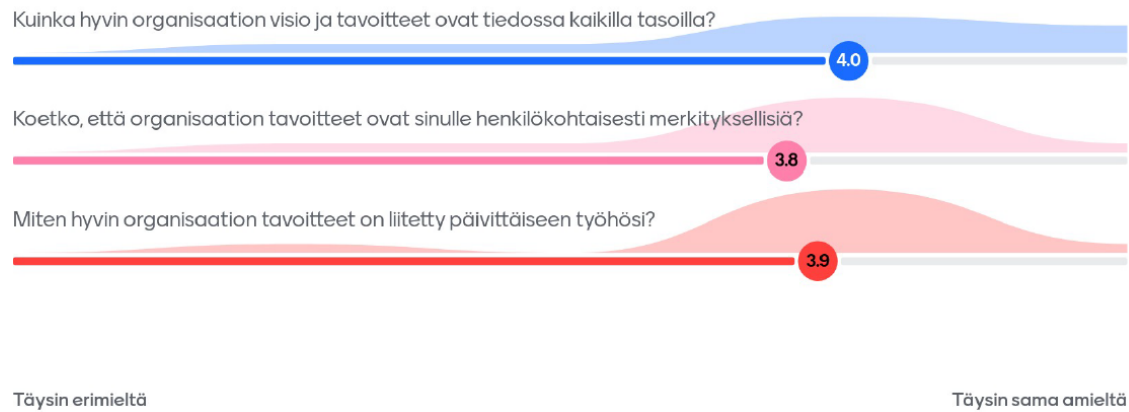 Kuinka hyvin organisaation visio ja tavoitteet ovat tiedossa kaikilla tasoilla?
4.0
Koetko, että organisaation tavoitteet ovat sinulle henkilökohtaisesti merkityksellisiä?
3.8
Miten hyvin organisaation tavoitteet on liitetty päivittäiseen työhösi?
3.9
Täysin erimieltä
Täysin sama amieltä